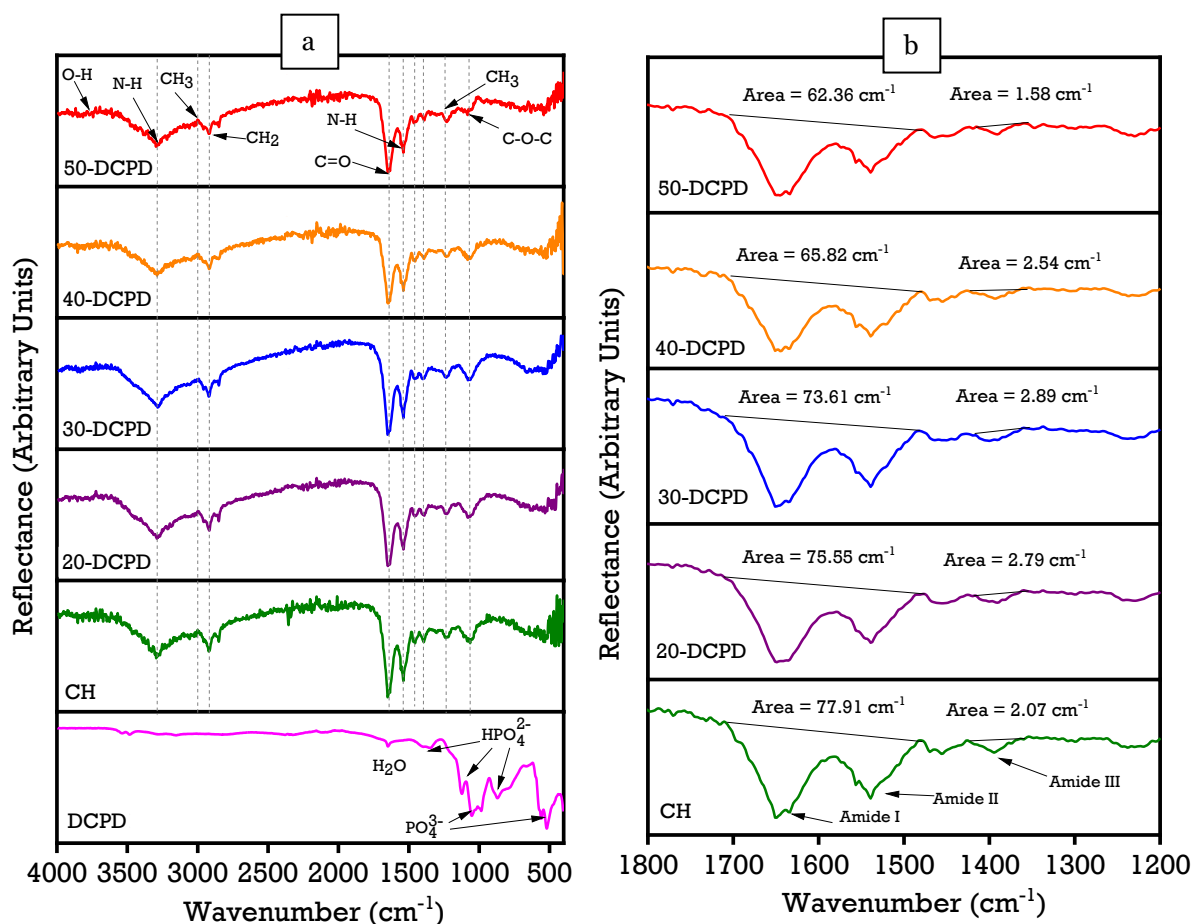 a
Reflectance (Arbitrary Units)
O-H
N-H
CH3
CH2
C=O
N-H
CH3
C-O-C
50-DCPD
40-DCPD
30-DCPD
20-DCPD
CH
H2O
HPO4^2-
PO4^3-
DCPD
4000 3500 3000 2500 2000 1500 1000 500
Wavenumber (cm-1)
b
Reflectance (Arbitrary Units)
Area = 62.36 cm-1
Area = 1.58 cm-1
50-DCPD
Area = 65.82 cm-1
Area = 2.54 cm-1
40-DCPD
Area = 73.61 cm-1
Area = 2.89 cm-1
30-DCPD
Area = 75.55 cm-1
Area = 2.79 cm-1
20-DCPD
Area = 77.91 cm-1
Area = 2.07 cm-1
Amide III
Amide II
Amide I
CH
1800 1700 1600 1500 1400 1300 1200
Wavenumber (cm-1)